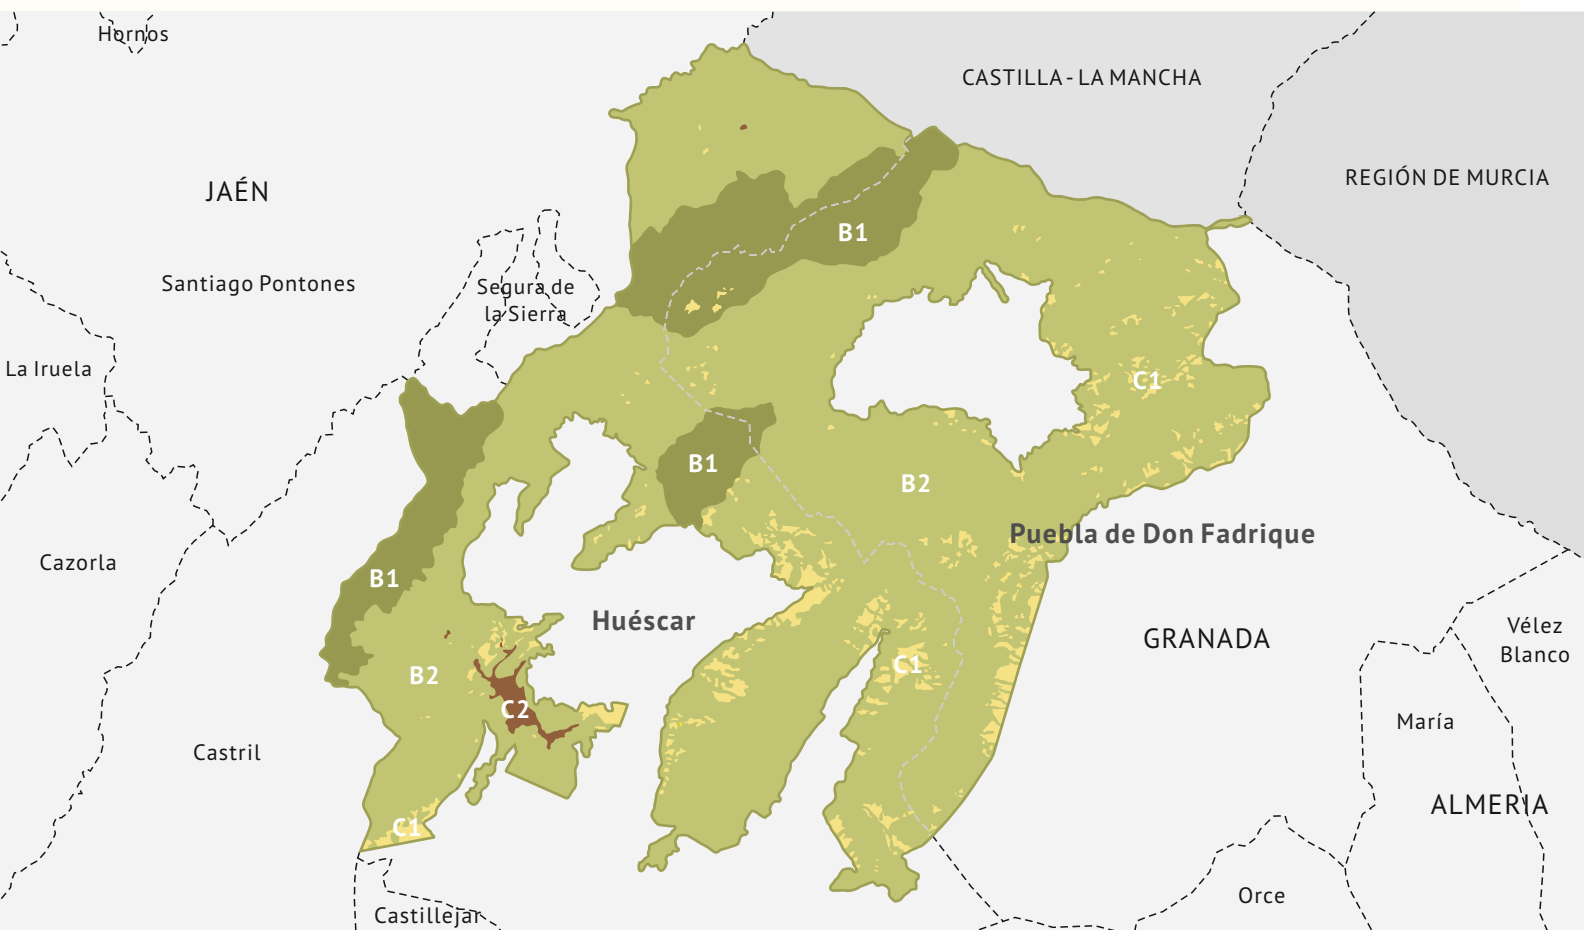 Hornos
CASTILLA - LA MANCHA
REGIÓN DE MURCIA
JAÉN
B1
Santiago Pontones
Segura de
la Sierra
La Iruela
C1
B1
B2
Puebla de Don Fadrique
Cazorla
B1
Huéscar
GRANADA
Vélez
Blanco
C1
B2
C2
María
Castril
ALMERIA
C1
Orce
Castillejar